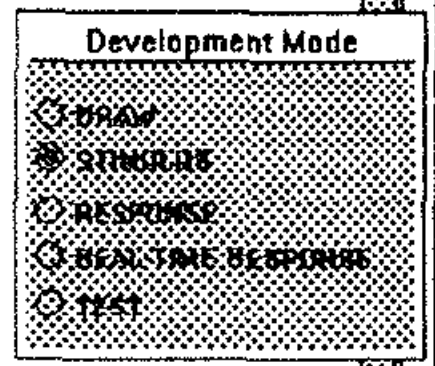 Development Mode
DRAW
STIMULUS
RESPONSE
REAL-TIME RESPONSE
TEST